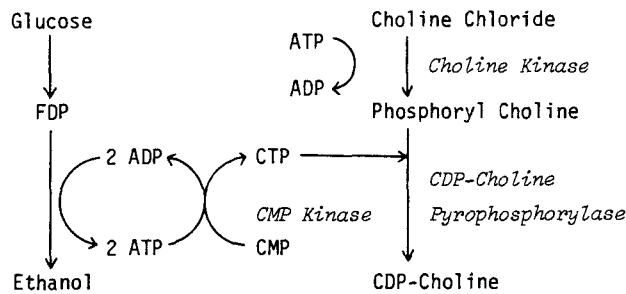 Glucose
Choline Chloride
ATP
Choline Kinase
ADP
FDP
Phosphoryl Choline
2 ADP
CTP
CDP-Choline
CMP Kinase
Pyrophosphorylase
2 ATP
CMP
Ethanol
CDP-Choline